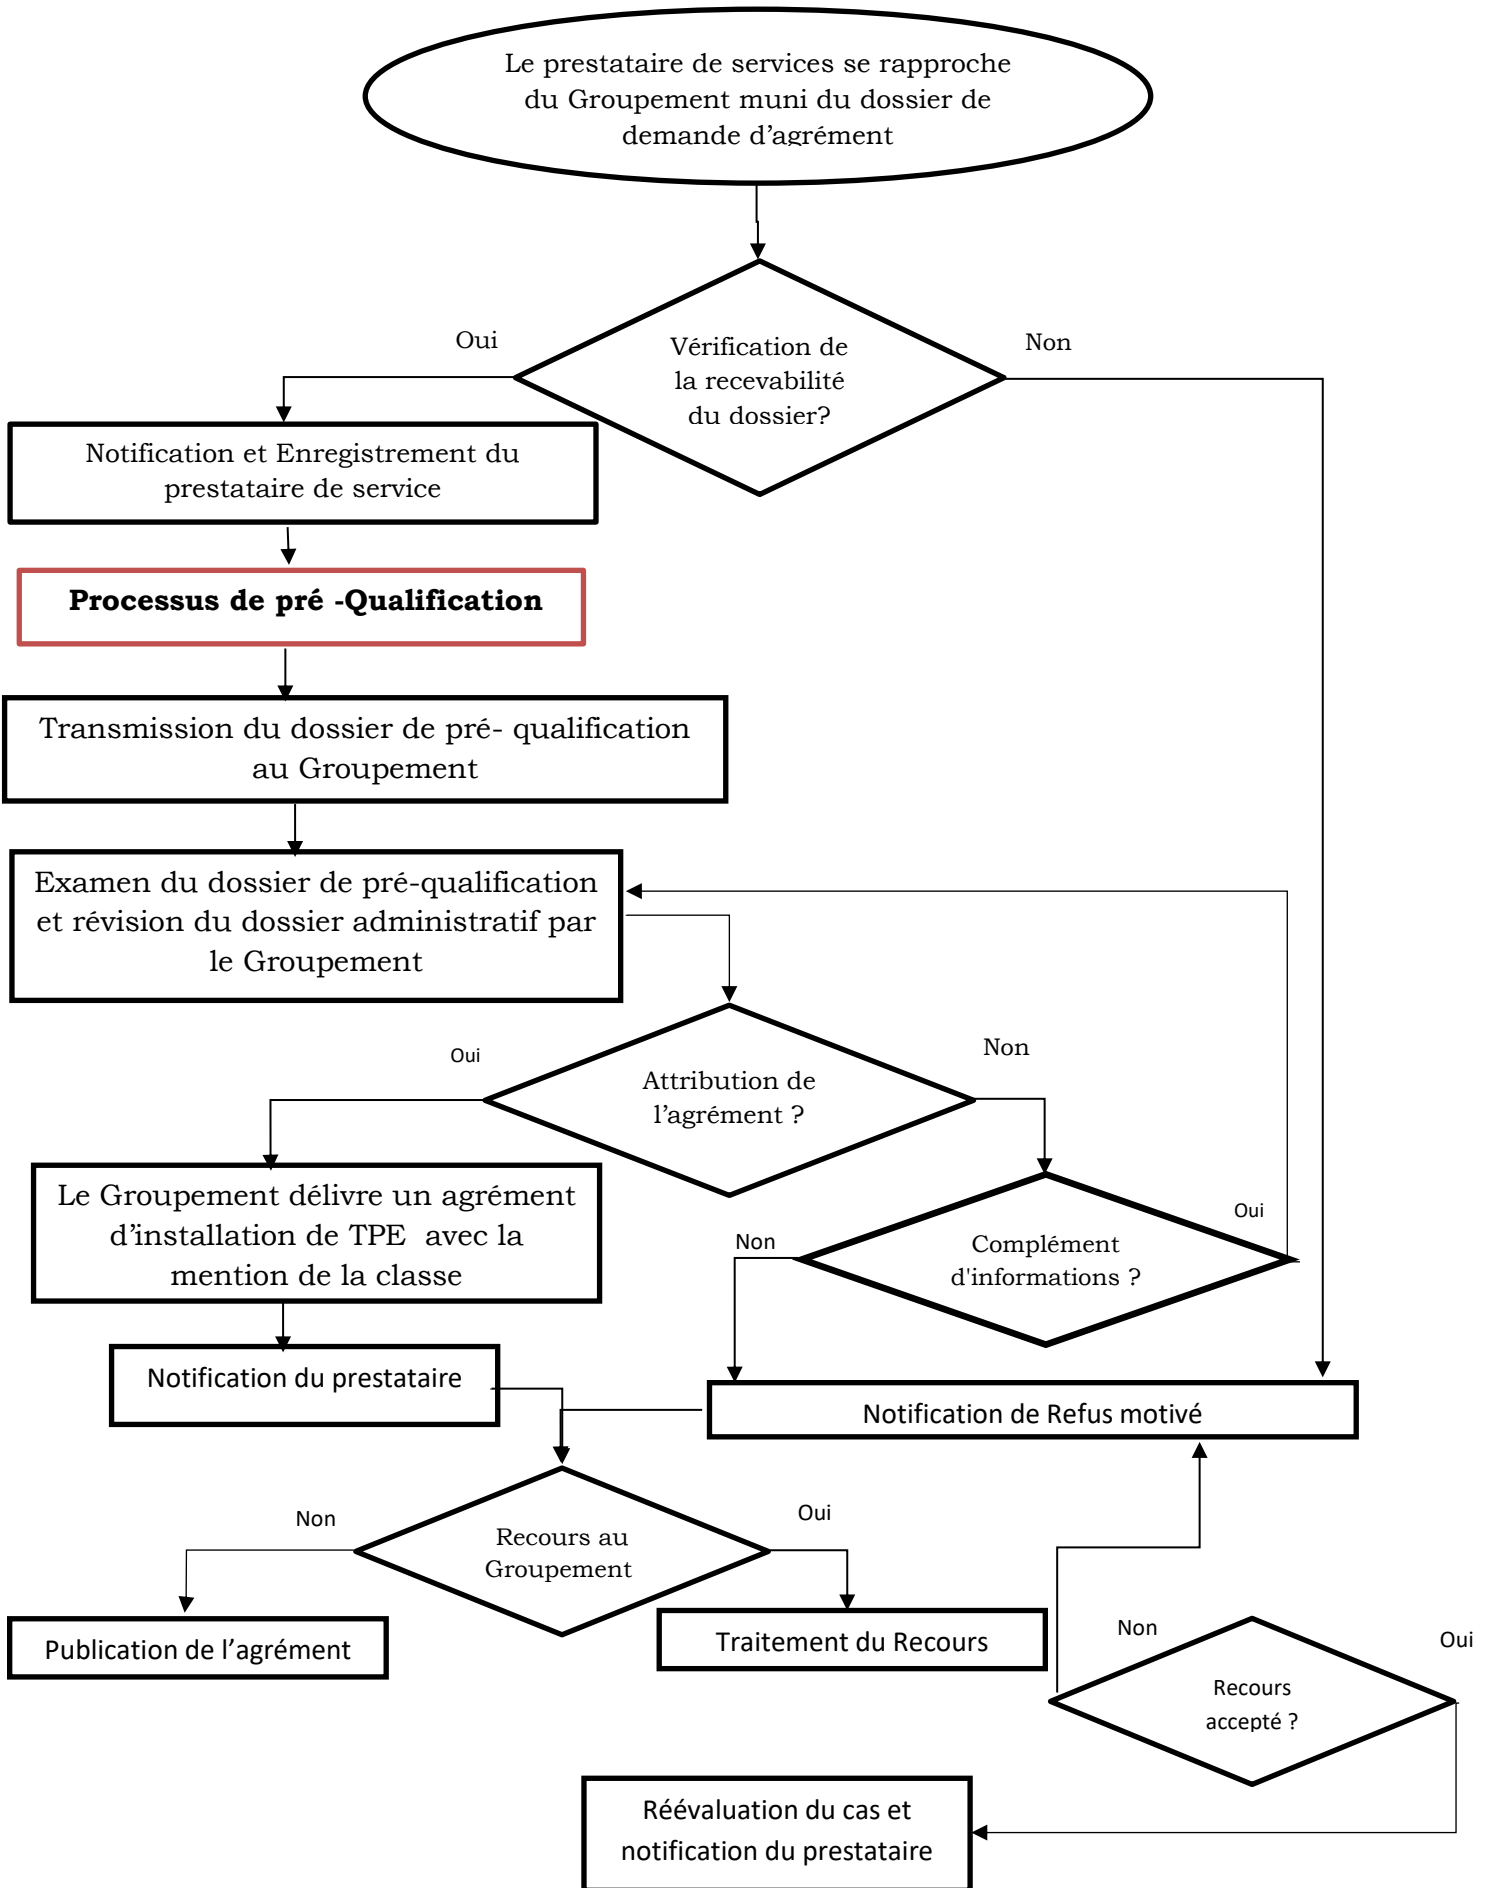 Le prestataire de services se rapproche
du Groupement muni du dossier de
demande d’agrément
Oui
Non
Vérification de
la recevabilité
du dossier?
Notification et Enregistrement du
prestataire de service
Processus de pré -Qualification
Transmission du dossier de pré- qualification
au Groupement
Examen du dossier de pré-qualification
et révision du dossier administratif par
le Groupement
Oui
Non
Attribution de
l’agrément ?
Le Groupement délivre un agrément
d’installation de TPE  avec la
mention de la classe
Non
Oui
Complément
d'informations ?
Notification du prestataire
Notification de Refus motivé
Non
Oui
Recours au
Groupement
Publication de l’agrément
Traitement du Recours
Non
Oui
Recours
accepté ?
Réévaluation du cas et
notification du prestataire